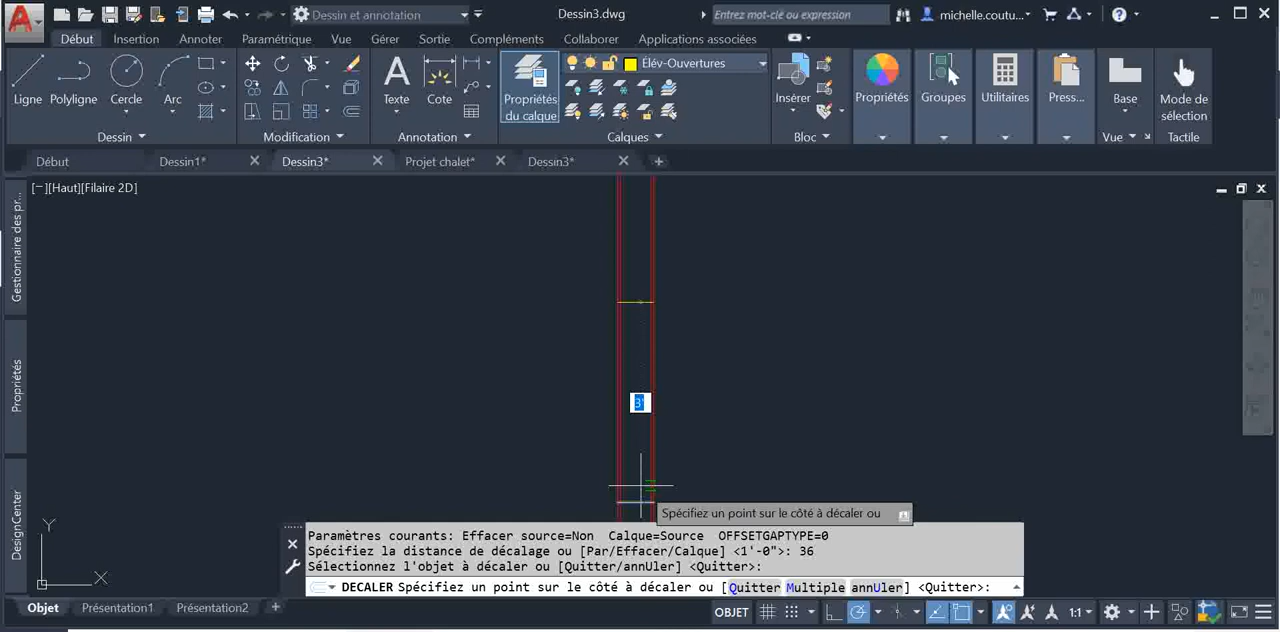 Dessin et annotation
Dessin3.dwg
Entrez mot-clé ou expression
michelle.coutu...
Début Insertion Annoter Paramétrique Vue Gérer Sortie Compléments Collaborer Applications associées
Ligne Polyligne Cercle Arc
Texte Cote
Propriétés du calque
Élév-Ouvertures
Insérer
Propriétés
Groupes
Utilitaires
Press...
Base
Mode de sélection
Dessin
Modification
Annotation
Calques
Bloc
Vue
Tactile
Début Dessin1* Dessin3* Projet chalet* Dessin3*
[−][Haut][Filaire 2D]
Gestionnaire des pr...
Propriétés
DesignCenter
3'
Spécifiez un point sur le côté à décaler ou
Y
X
Paramètres courants: Effacer source=Non Calque=Source OFFSETGAPTYPE=0
Spécifiez la distance de décalage ou [Par/Effacer/Calque] <1'-0">: 36
Sélectionnez l'objet à décaler ou [Quitter/annUler] <Quitter>:
DECALER Spécifiez un point sur le côté à décaler ou [Quitter Multiple annUler] <Quitter>:
Objet Présentation1 Présentation2
OBJET
1:1